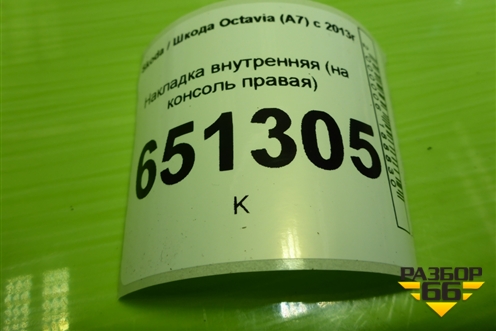 Skoda / Шкода Octavia (A7) с 2013г
Накладка внутренняя (на
консоль правая)
651305
К
РАЗБОР
66